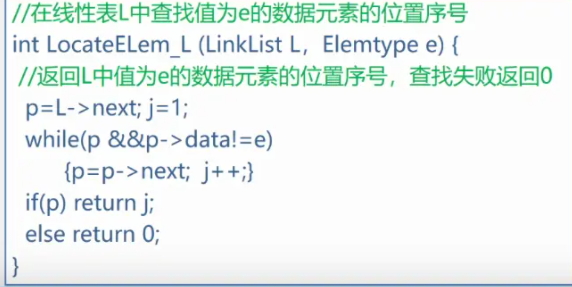 //在线性表L中查找值为e的数据元素的位置序号
int LocateELem_L (LinkList L，Elemtype e) {
//返回L中值为e的数据元素的位置序号，查找失败返回0
p=L->next; j=1;
while(p &&p->data!=e)
{p=p->next; j++;}
if(p) return j;
else return 0;
}